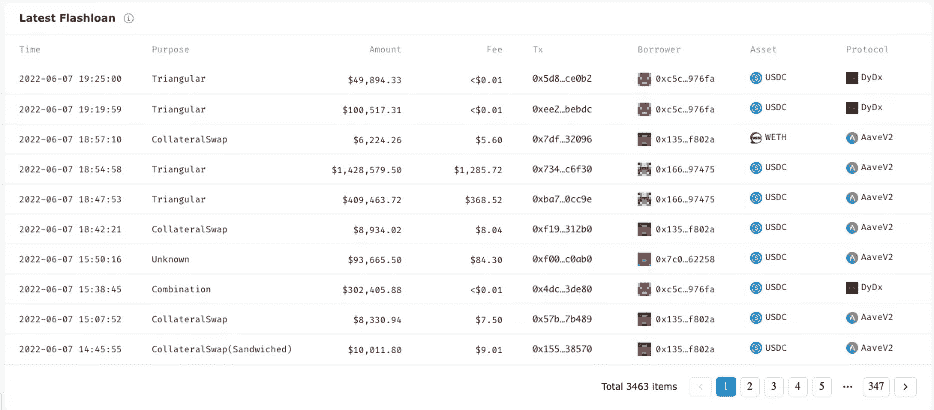 Latest Flashloan
Time Purpose Amount Fee Tx Borrower Asset Protocol
2022-06-07 19:25:00 Triangular $49,894.33 <$0.01 0x5d8…ce0b2 0xc5c…976fa USDC DyDx
2022-06-07 19:19:59 Triangular $100,517.31 <$0.01 0xee2…bebdc 0xc5c…976fa USDC DyDx
2022-06-07 18:57:10 CollateralSwap $6,224.26 $5.60 0x7df…32096 0x135…f802a WETH AaveV2
2022-06-07 18:54:58 Triangular $1,428,579.50 $1,285.72 0x734…c6f30 0x166…97475 USDC AaveV2
2022-06-07 18:47:53 Triangular $409,463.72 $368.52 0xba7…0cc9e 0x166…97475 USDC AaveV2
2022-06-07 18:42:21 CollateralSwap $8,934.02 $8.04 0xf19…312b0 0x135…f802a USDC AaveV2
2022-06-07 15:50:16 Unknown $93,665.50 $84.30 0xf00…c0ab0 0x7c0…62258 USDC AaveV2
2022-06-07 15:38:45 Combination $302,405.88 <$0.01 0x4dc…3de80 0xc5c…976fa USDC DyDx
2022-06-07 15:07:52 CollateralSwap $8,330.94 $7.50 0x57b…7b489 0x135…f802a USDC AaveV2
2022-06-07 14:45:55 CollateralSwap(Sandwiched) $10,011.80 $9.01 0x155…38570 0x135…f802a USDC AaveV2
Total 3463 items < 1 2 3 4 5 ••• 347 >